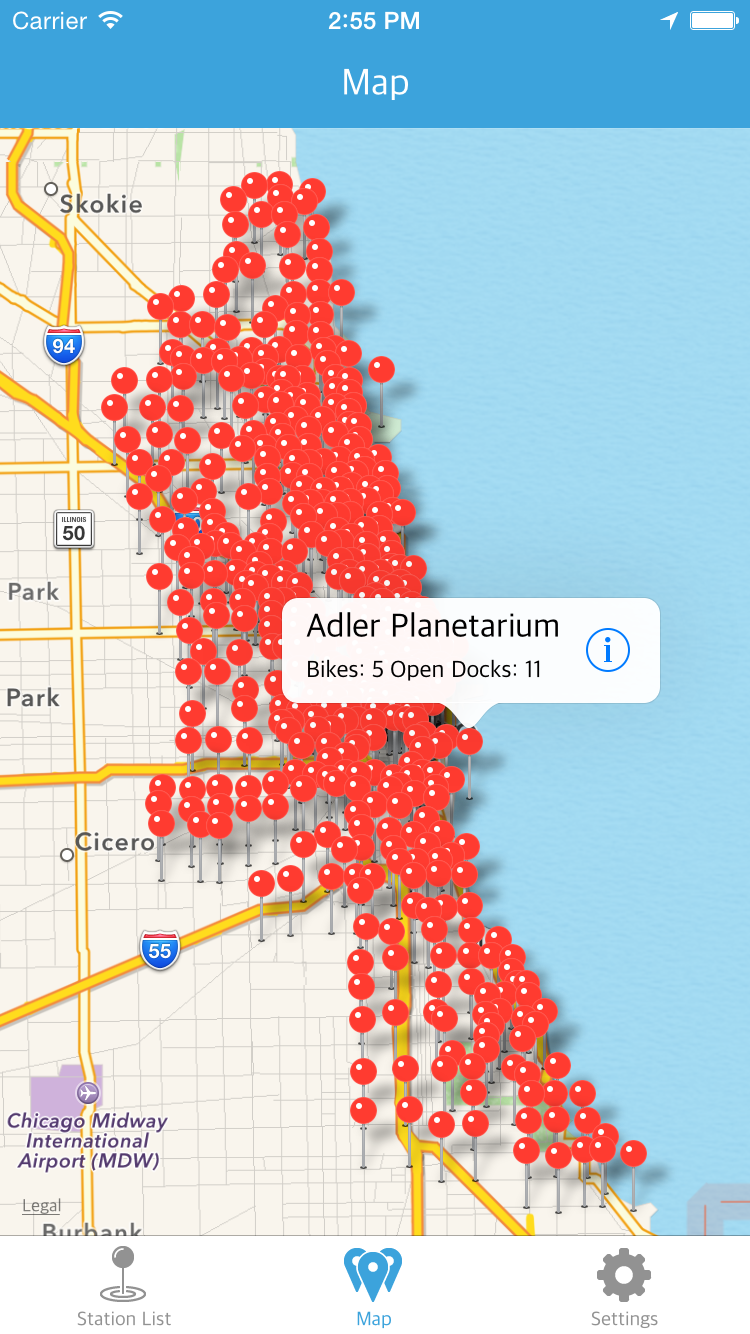 Carrier 2:55 PM
Map
Skokie
94
ILLINOIS
50
Park
Adler Planetarium
Bikes: 5 Open Docks: 11
Park
Cicero
55
Chicago Midway
International
Airport (MDW)
Legal
Burbank
Station List Map Settings